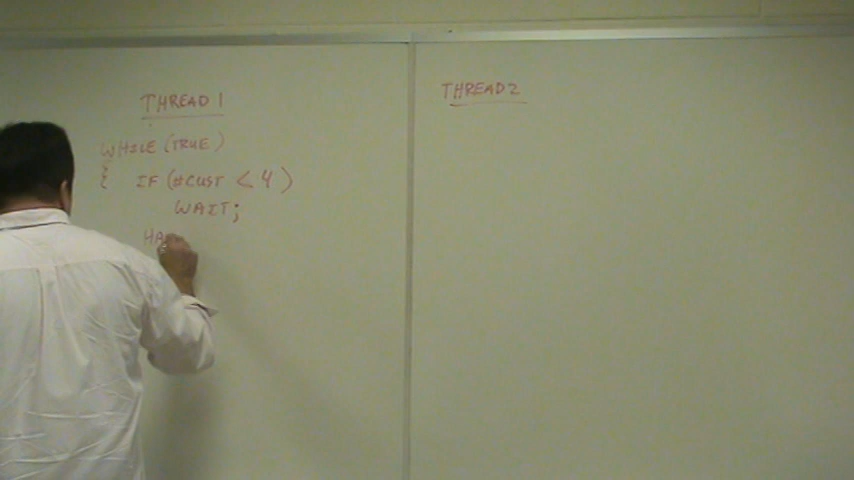 THREAD 1
WHILE (TRUE)
{ IF (#CUST < 4)
WAIT;
HA
THREAD 2